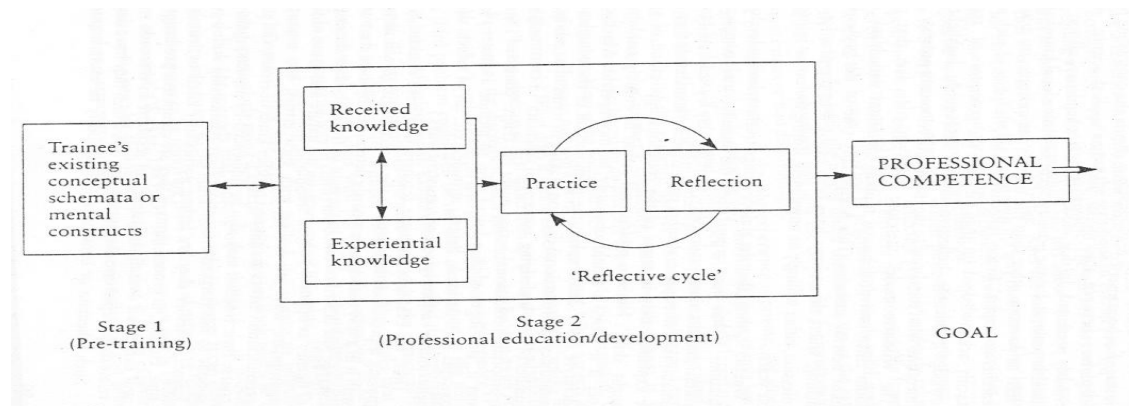 Trainee's
existing
conceptual
schemata or
mental
constructs
Stage 1
(Pre-training)
Received
knowledge
Experiential
knowledge
Practice
Reflection
'Reflective cycle'
Stage 2
(Professional education/development)
PROFESSIONAL
COMPETENCE
GOAL